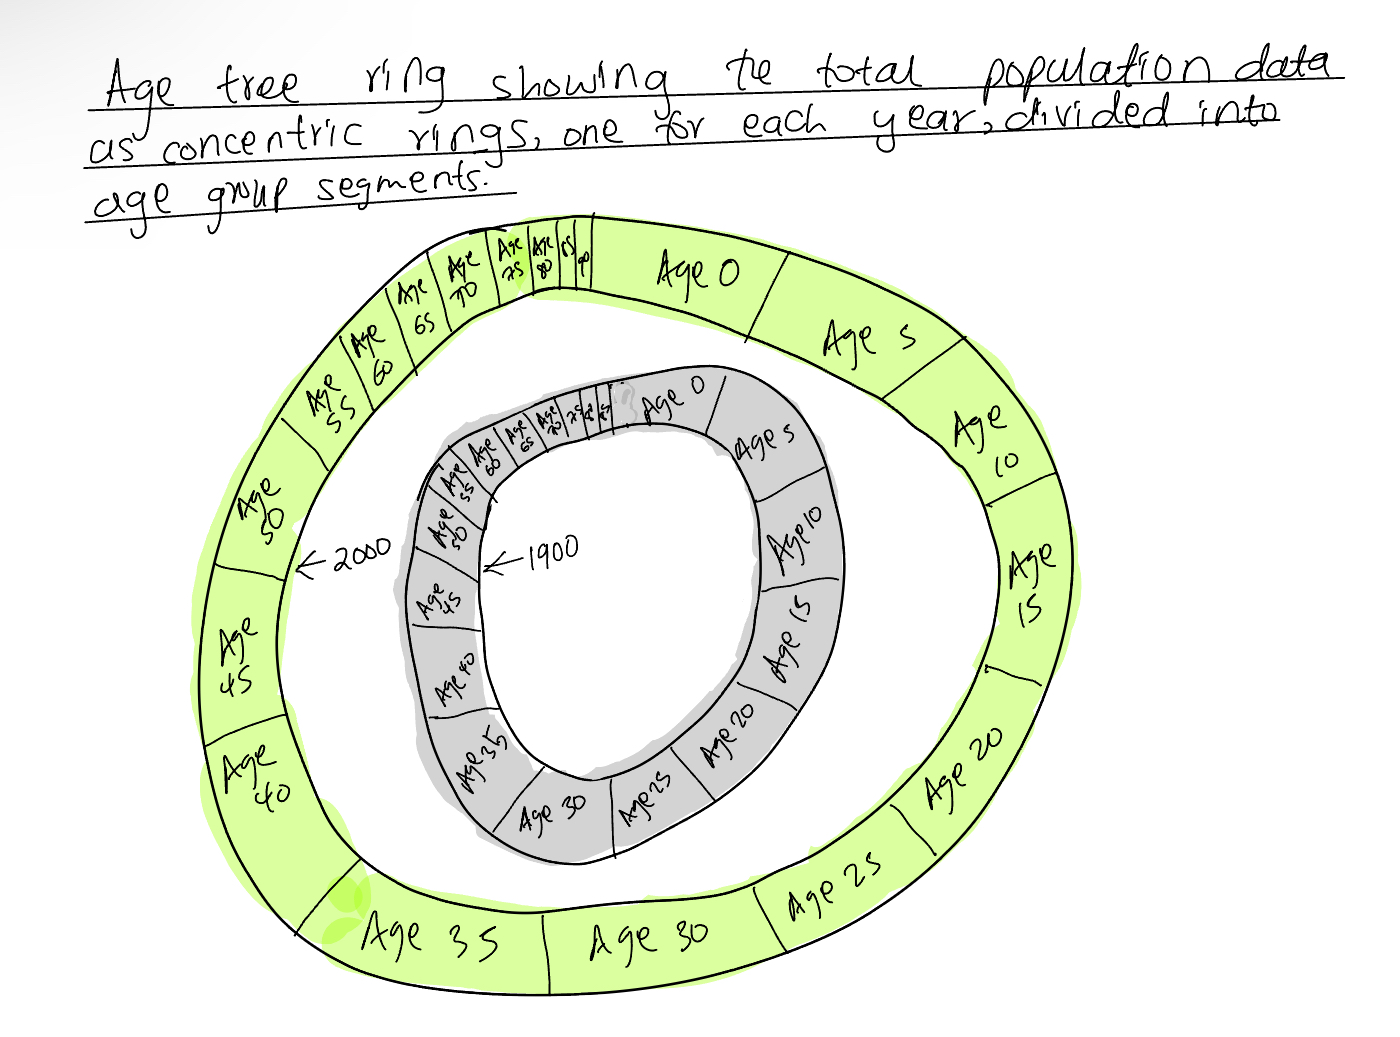 Age tree ring showing the total population data
as concentric rings, one for each year, divided into
age group segments.
Age 0
Age 5
Age
10
Age
15
Age 20
Age 25
Age 30
Age 35
Age
40
Age
45
Age
50
Age
55
Age
60
Age
65
Age
70
Age
75
Age
80
85
90
←2000
Age 0
Age 5
Age 10
Age 15
Age 20
Age 25
Age 30
Age 35
Age 40
Age
45
Age
50
Age
55
Age
60
Age
65
Age
70
75
80
85
←1900